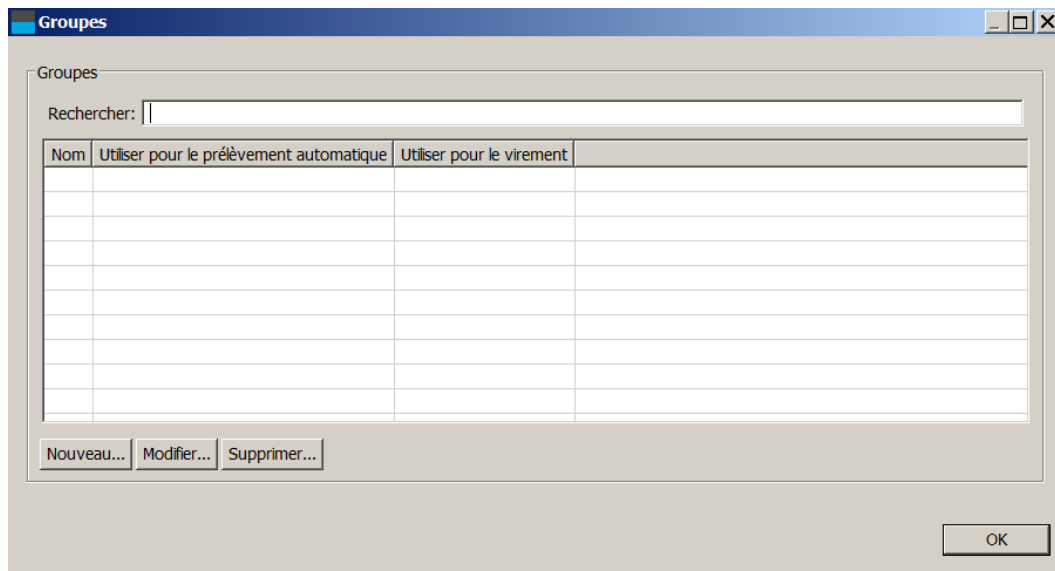 Groupes
Groupes
Rechercher:
Nom Utiliser pour le prélèvement automatique Utiliser pour le virement
Nouveau... Modifier... Supprimer...
OK